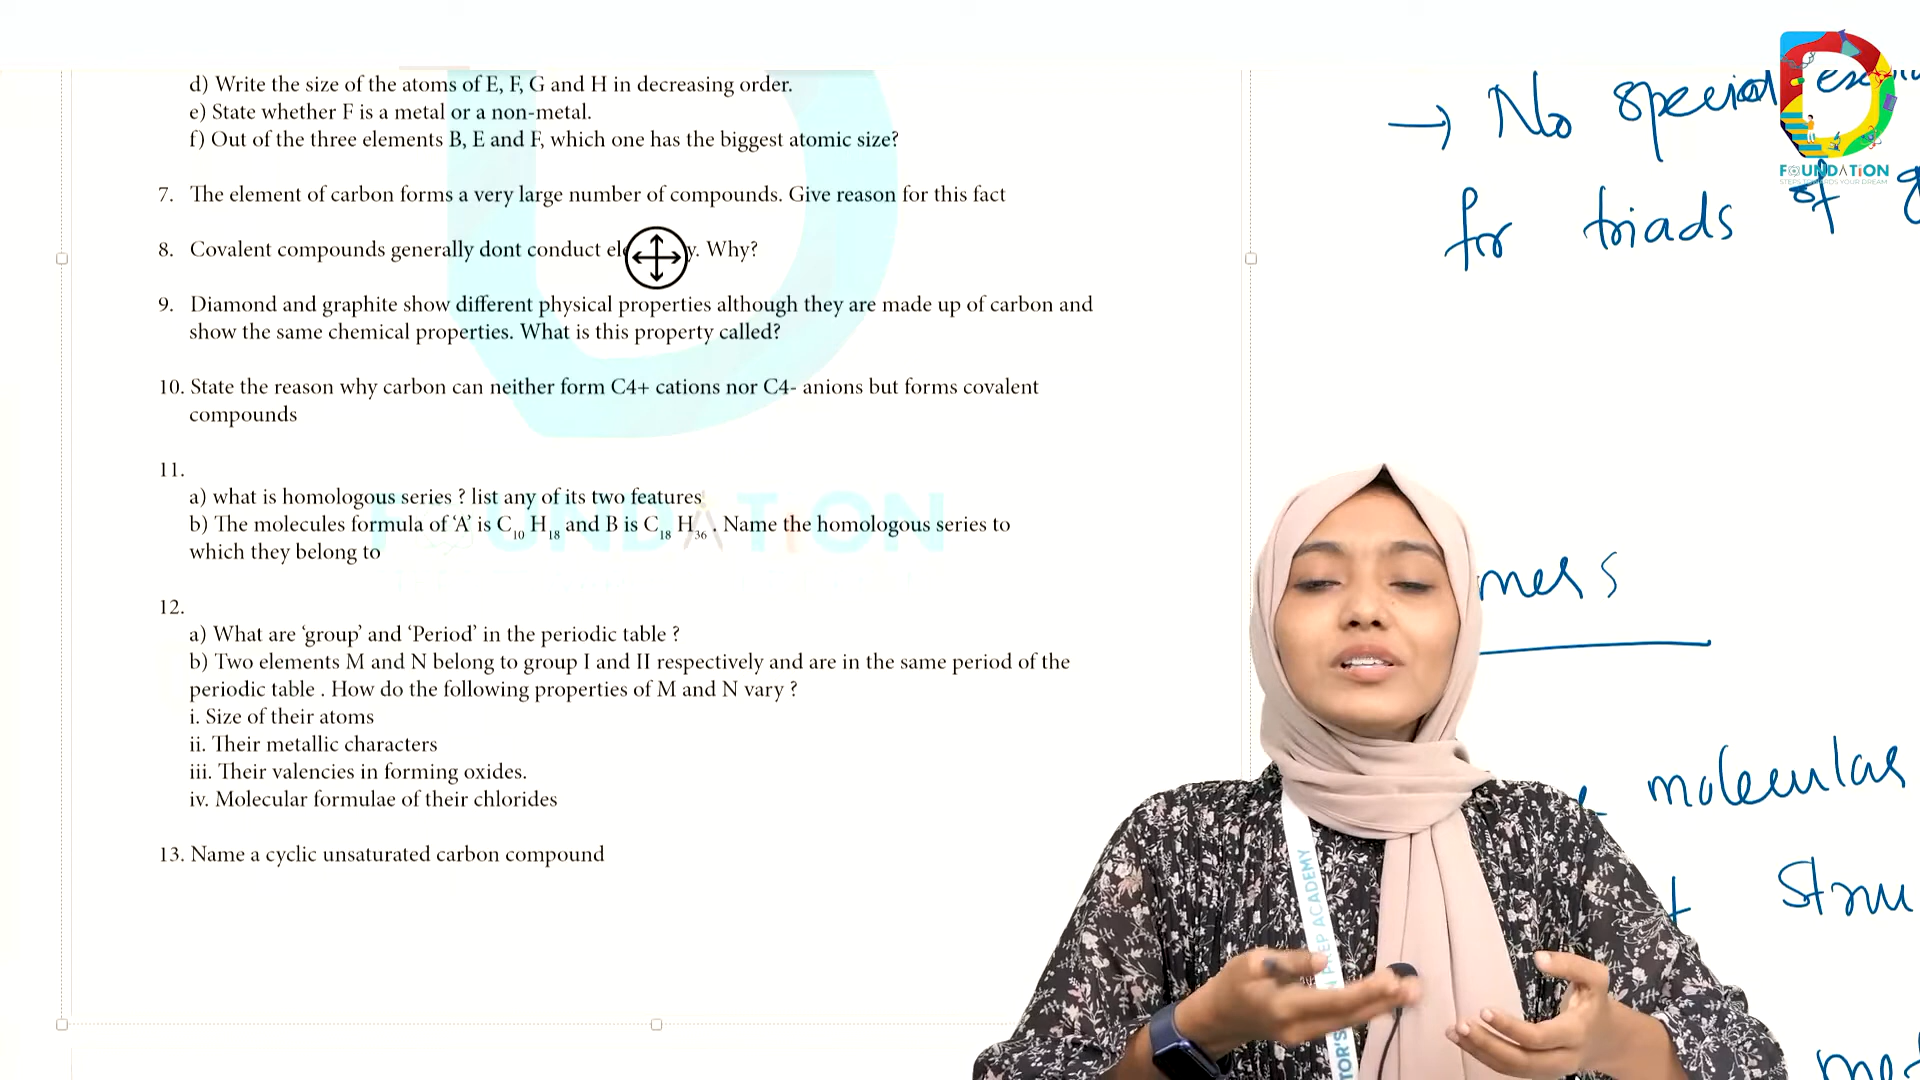 d) Write the size of the atoms of E, F, G and H in decreasing order.
e) State whether F is a metal or a non-metal.
f) Out of the three elements B, E and F, which one has the biggest atomic size?
7. The element of carbon forms a very large number of compounds. Give reason for this fact
8. Covalent compounds generally dont conduct Why?
9. Diamond and graphite show different physical properties although they are made up of carbon and
show the same chemical properties. What is this property called?
10. State the reason why carbon can neither form C4+ cations nor C4- anions but forms covalent
compounds
11.
a) what is homologous series ? list any of its two features
b) The molecules formula of ‘A’ is C10 H18 and B is C18 H36 . Name the homologous series to
which they belong to
12.
a) What are ‘group’ and ‘Period’ in the periodic table ?
b) Two elements M and N belong to group I and II respectively and are in the same period of the
periodic table . How do the following properties of M and N vary ?
i. Size of their atoms
ii. Their metallic characters
iii. Their valencies in forming oxides.
iv. Molecular formulae of their chlorides
13. Name a cyclic unsaturated carbon compound
→ No special
for triads of
molecular
FOUNDATION
FOUNDATION
PREP ACADEMY